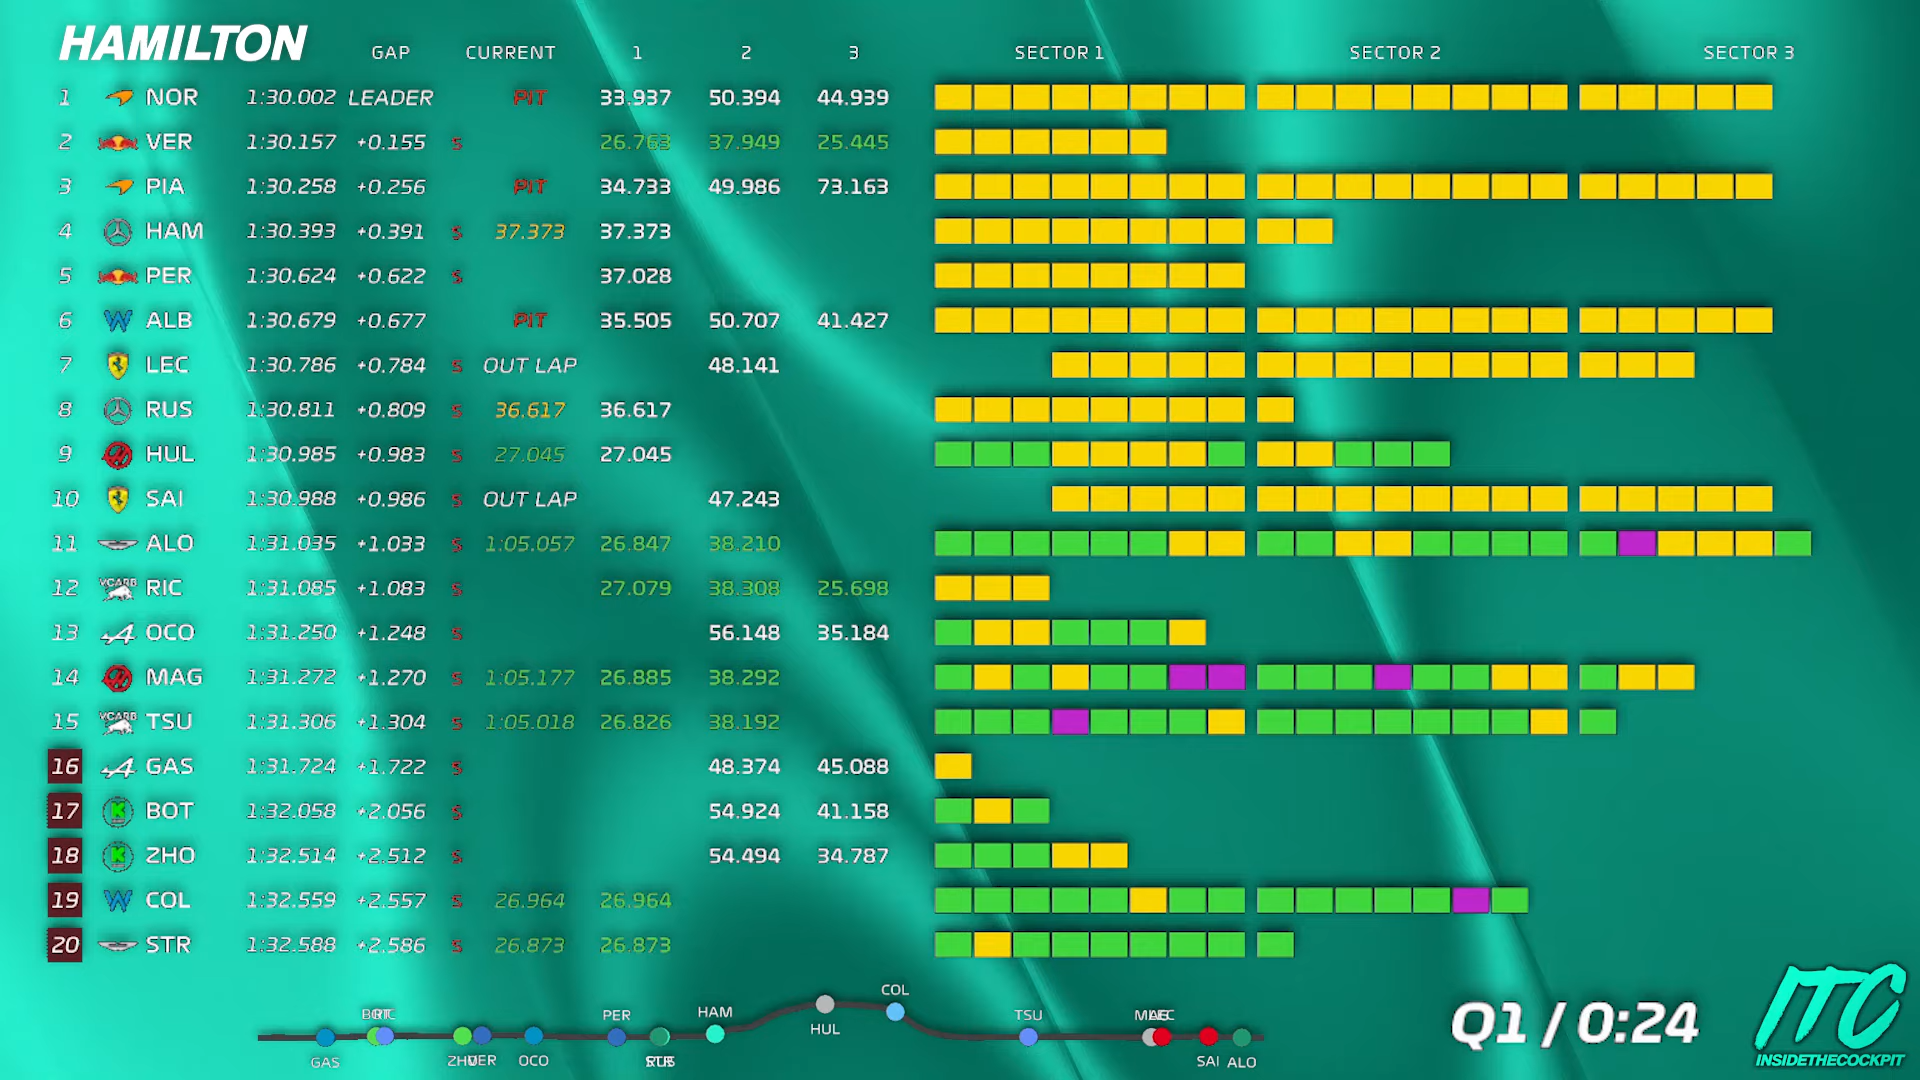 HAMILTON GAP CURRENT 1 2 3 SECTOR 1 SECTOR 2 SECTOR 3
1 NOR 1:30.002 LEADER PIT 33.937 50.394 44.939
2 VER 1:30.157 +0.155 S 26.763 37.949 25.445
3 PIA 1:30.258 +0.256 PIT 34.733 49.986 73.163
4 HAM 1:30.393 +0.391 S 37.373 37.373
5 PER 1:30.624 +0.622 S 37.028
6 ALB 1:30.679 +0.677 PIT 35.505 50.707 41.427
7 LEC 1:30.786 +0.784 S OUT LAP 48.141
8 RUS 1:30.811 +0.809 S 36.617 36.617
9 HUL 1:30.985 +0.983 S 27.045 27.045
10 SAI 1:30.988 +0.986 S OUT LAP 47.243
11 ALO 1:31.035 +1.033 S 1:05.057 26.847 38.210
12 VCARB RIC 1:31.085 +1.083 S 27.079 38.308 25.698
13 OCO 1:31.250 +1.248 S 56.148 35.184
14 MAG 1:31.272 +1.270 S 1:05.177 26.885 38.292
15 VCARB TSU 1:31.306 +1.304 S 1:05.018 26.826 38.192
16 GAS 1:31.724 +1.722 S 48.374 45.088
17 BOT 1:32.058 +2.056 S 54.924 41.158
18 ZHO 1:32.514 +2.512 S 54.494 34.787
19 COL 1:32.559 +2.557 S 26.964 26.964
20 STR 1:32.588 +2.586 S 26.873 26.873
COL
PER HAM TSU
HUL
GAS VER OCO SAI ALO
Q1 / 0:24
ITC
INSIDETHECOCKPIT